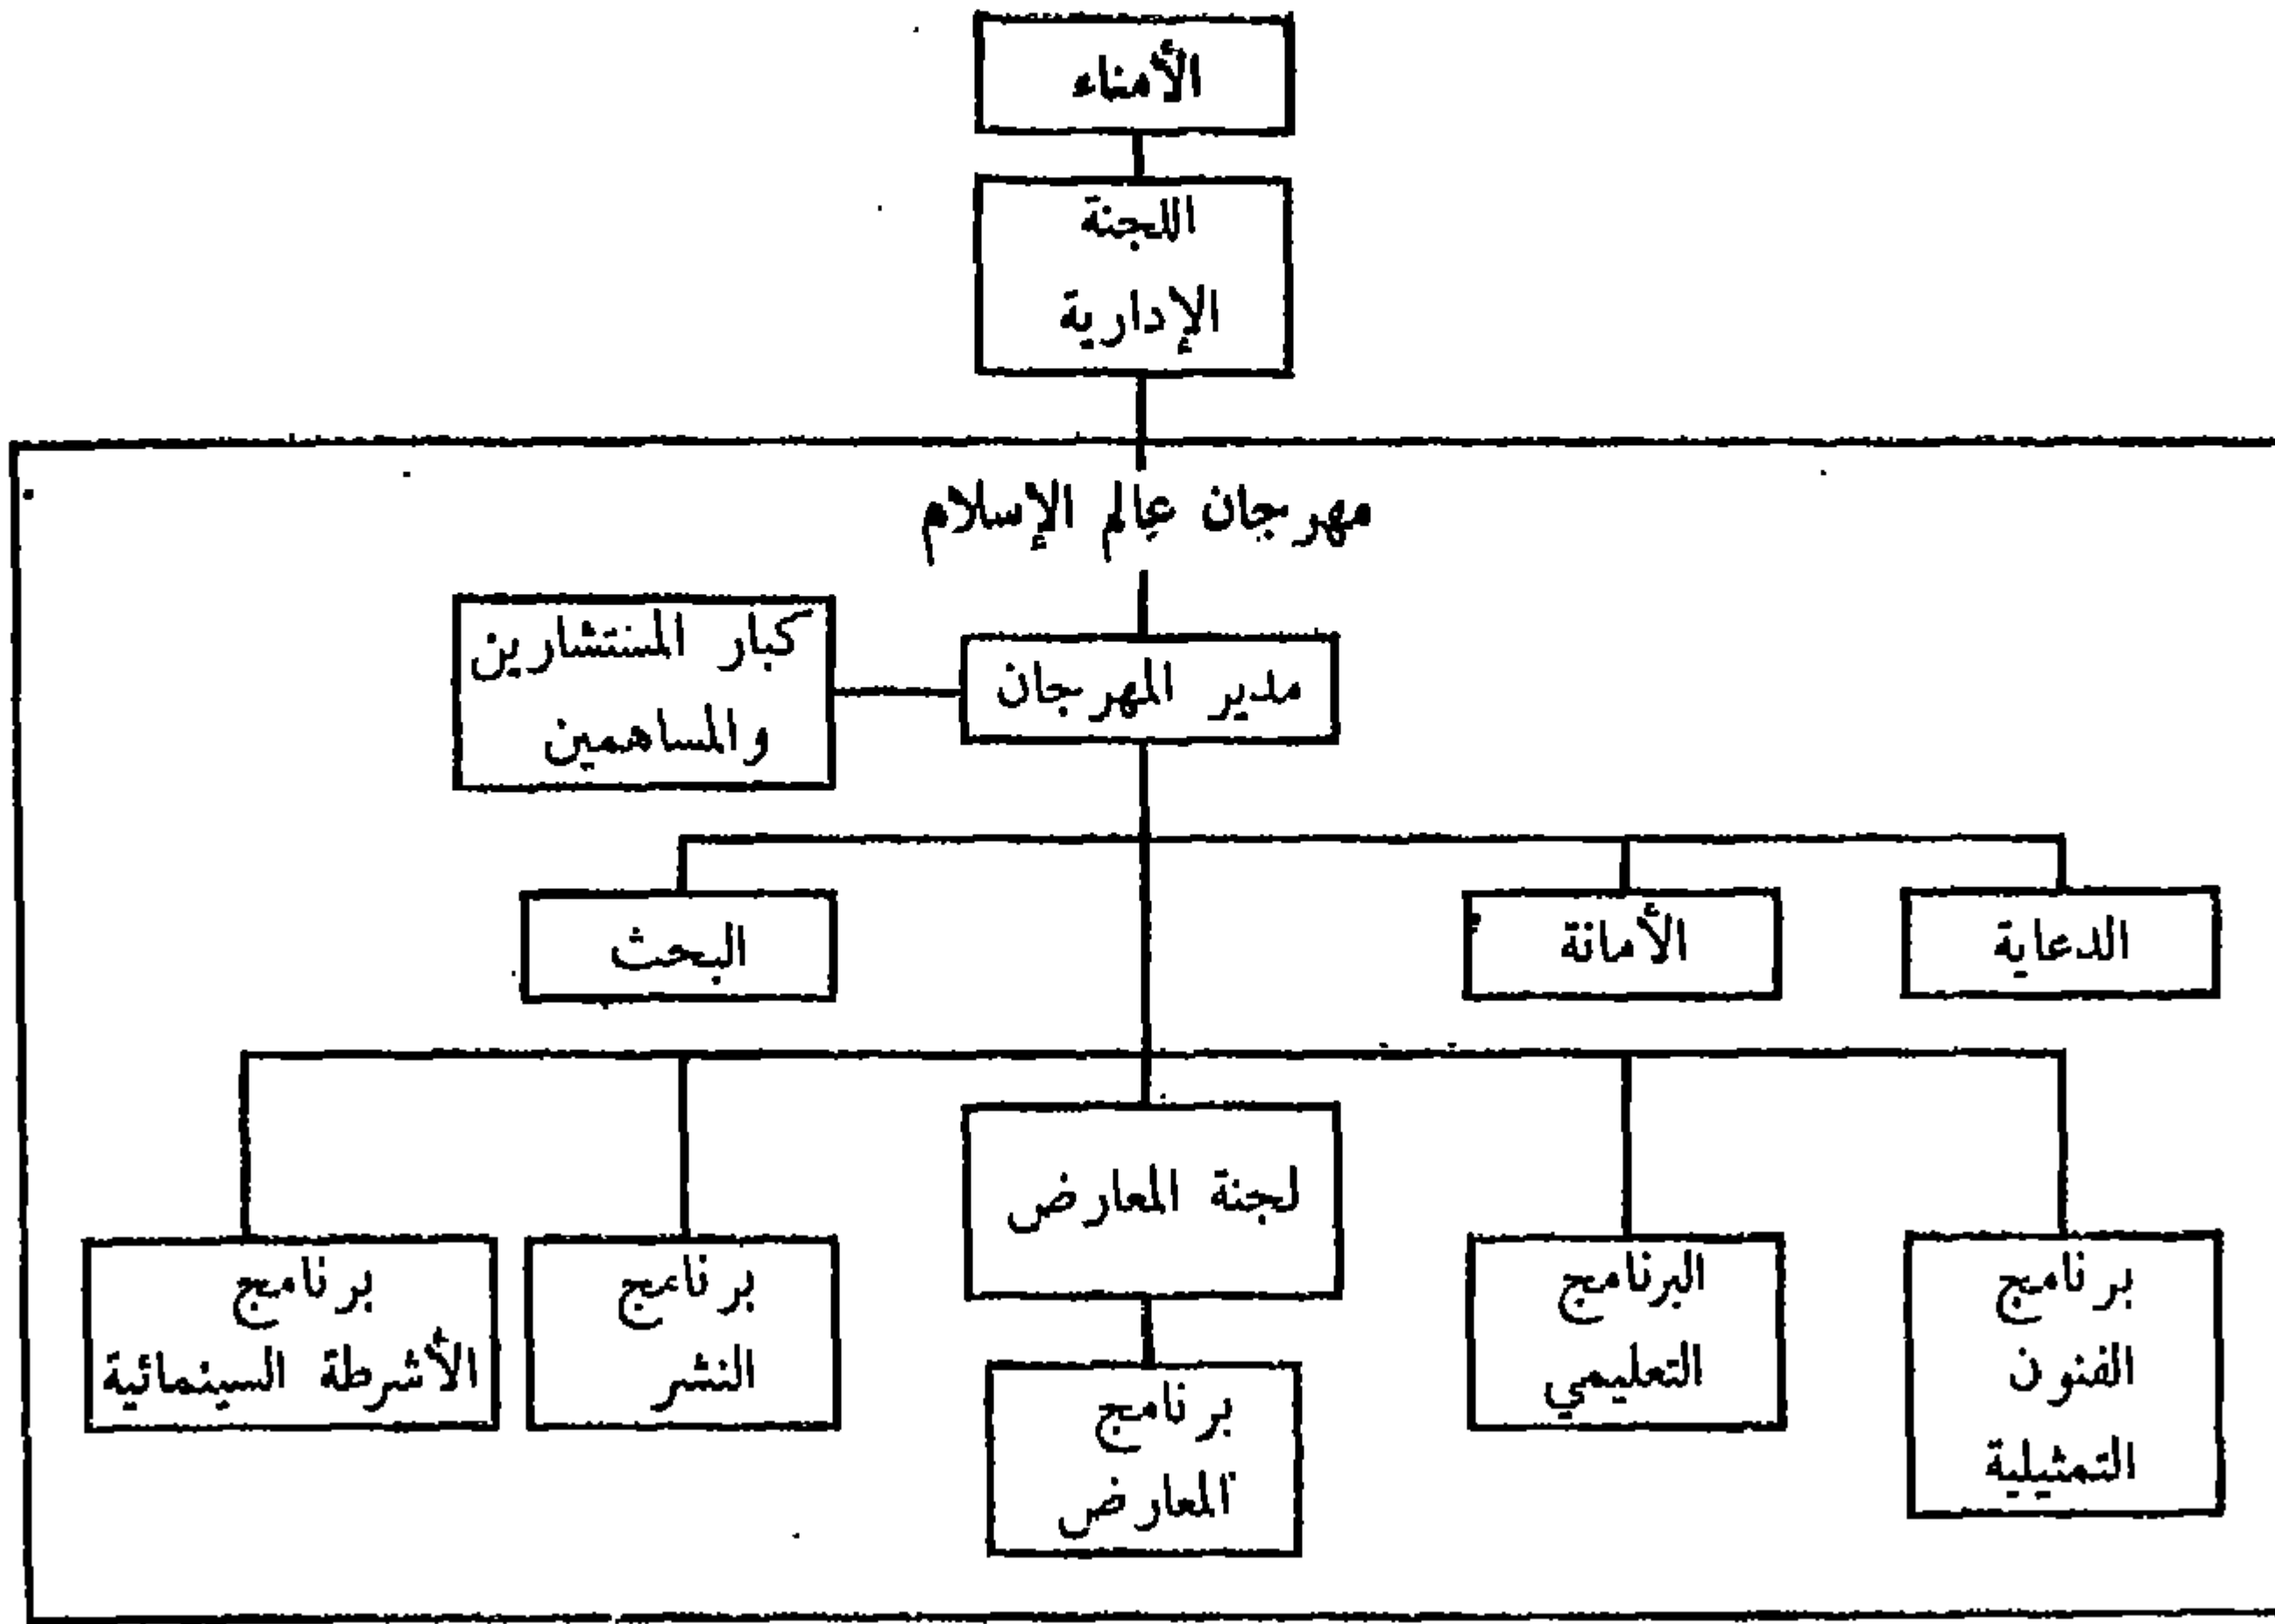 الأمناء
اللجنة
الإدارية
مهرجان عالم الإسلام
مدير المهرجان
كبار المستشارين
والمساهمين
الدعاية
الأمانة
البحث
لجنة المعارض
برنامج
الفنون
التمثيلية
البرنامج
التعليمي
برنامج
المعارض
برنامج
النشر
برنامج
الأشرطة السينمائية